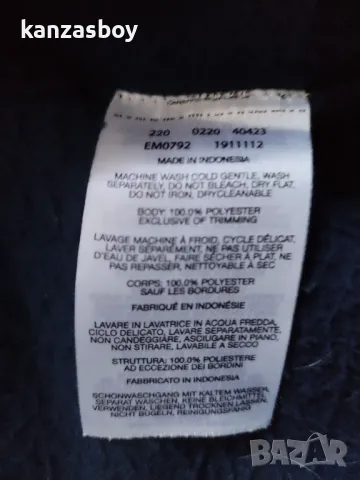 kanzasboy
220 0220 4G423
EM0792 1911112
MADE IN INDONESIA
MACHINE WASH COLD GENTLE, WASH
SEPARATELY, DO NOT BLEACH, DRY FLAT,
DO NOT IRON, DRYCLEANABLE
BODY: 100.0% POLYESTER
EXCLUSIVE OF TRIMMING
LAVAGE MACHINE À FROID, CYCLE DÉLICAT,
LAVER SEPARÉMENT, NE PAS UTILISER
D'EAU DE JAVEL, FAIRE SÉCHER À PLAT, NE
PAS REPASSER, NETTOYABLE À SEC
CORPS: 100.0% POLYESTER
SAUF LES BORDURES
FABRIQUÉ EN INDONÉSIE
LAVARE IN LAVATRICE IN ACQUA FREDDA,
CICLO DELICATO, LAVARE SEPARATAMENTE,
NON CANDEGGIARE, ASCIUGARE IN PIANO,
NON STIRARE, LAVABILE A SECCO
STRUTTURA: 100.0% POLIESTERE
AD ECCEZIONE DEI BORDINI
FABBRICATO IN INDONESIA
SCHONWASCHGANG MIT KALTEM WASSER,
SEPARAT WASCHEN, KEINE BLEICHMITTEL
VERWENDEN, LIEGEND TROCKNEN LASSEN,
NICHT BÜGELN, REINIGUNGSFÄHIG
BAZAR